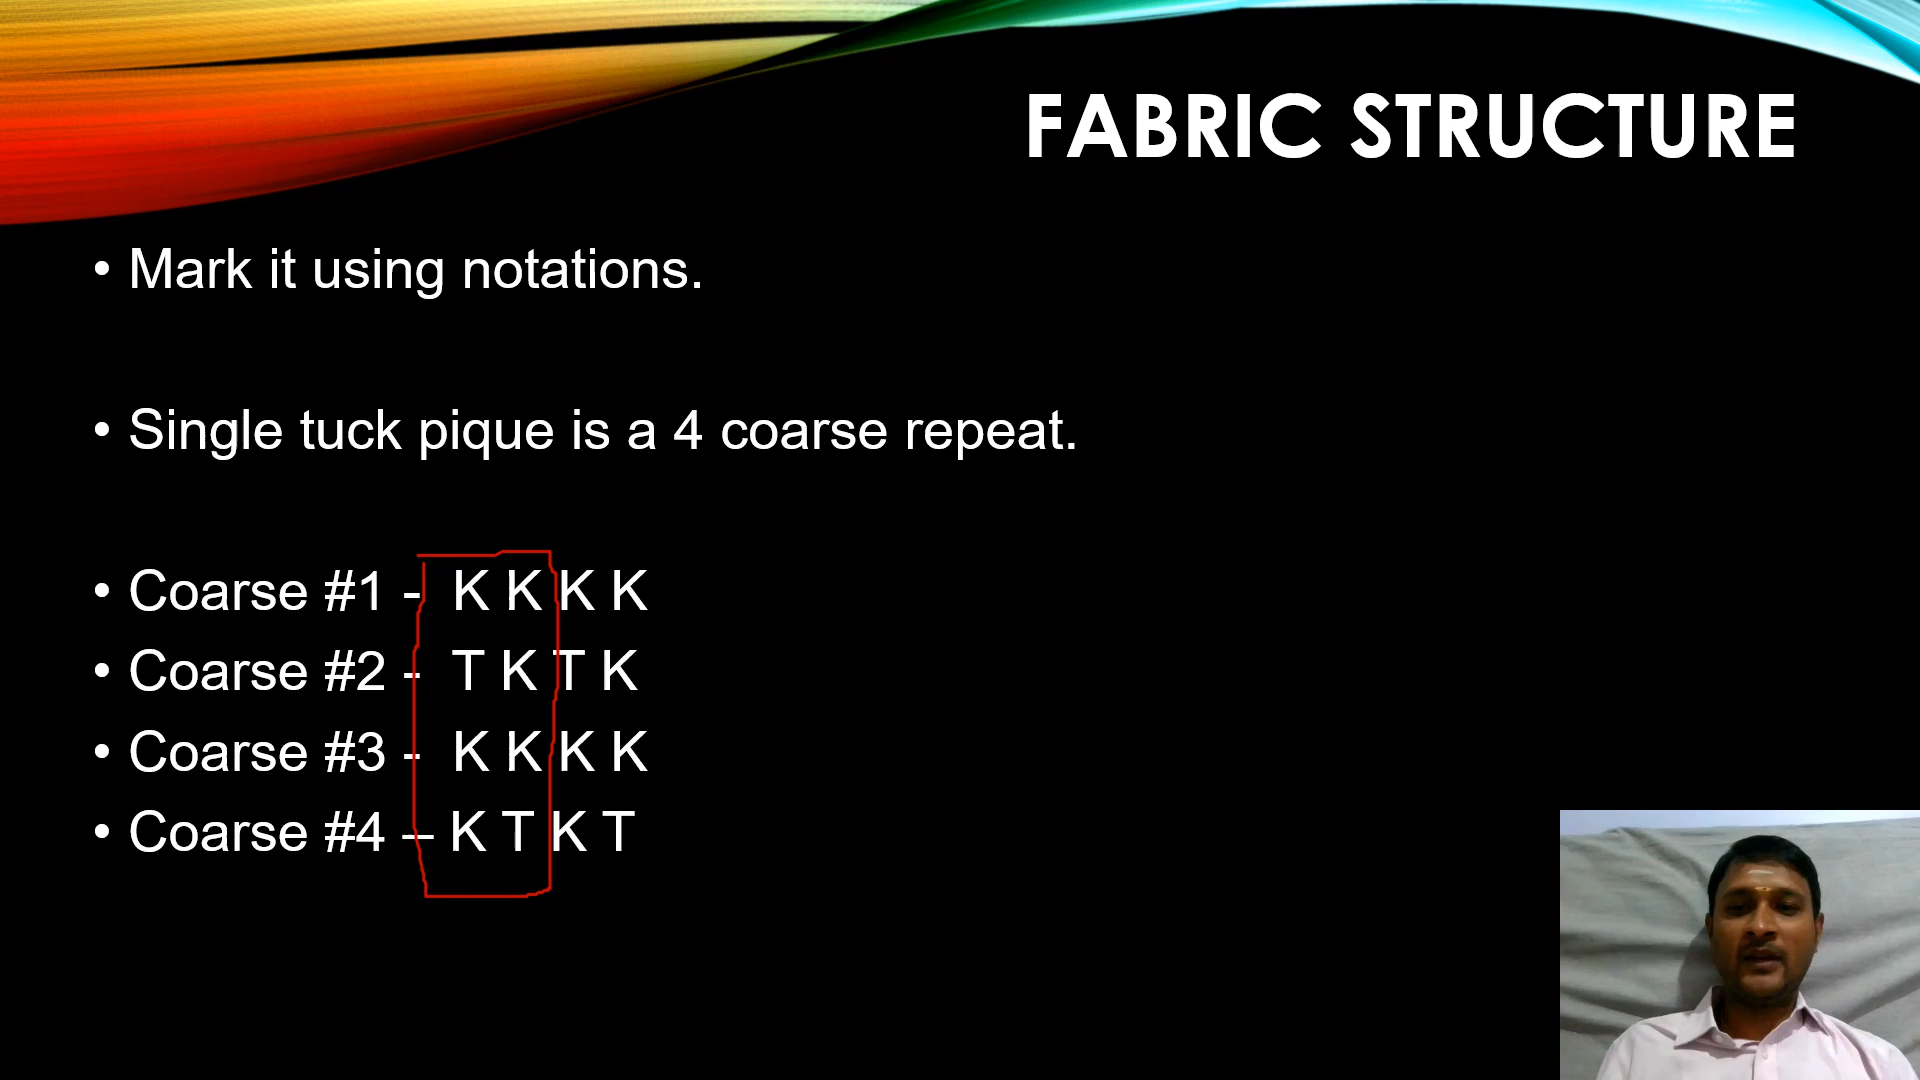 FABRIC STRUCTURE
• Mark it using notations.
• Single tuck pique is a 4 coarse repeat.
• Coarse #1 - K K K K
• Coarse #2 - T K T K
• Coarse #3 - K K K K
• Coarse #4 – K T K T